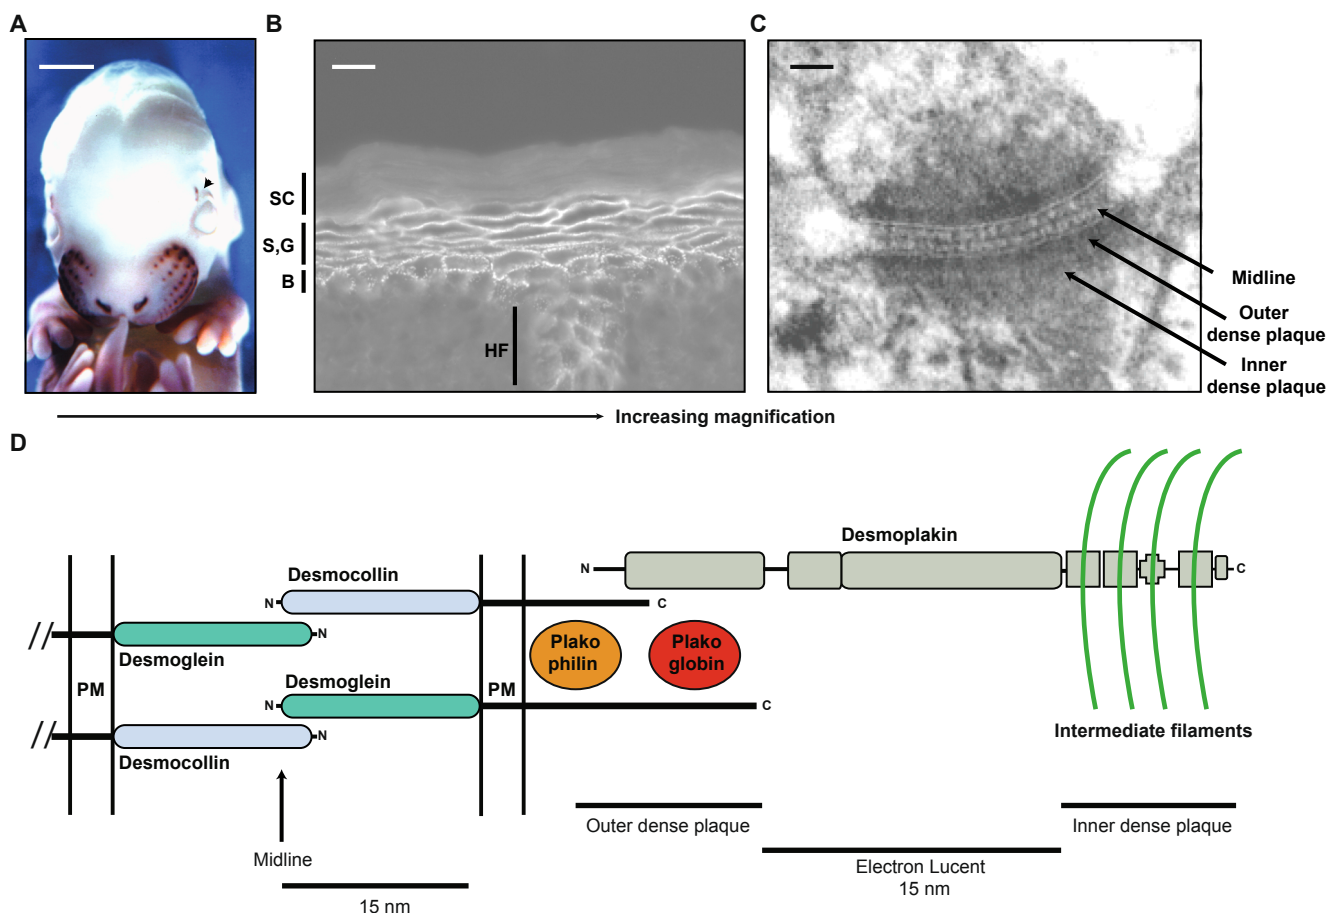 A
B
C
SC
S,G
B
HF
Midline
Outer
dense plaque
Inner
dense plaque
Increasing magnification
D
Desmoplakin
N
C
Desmocollin
N
C
N
Desmoglein
Plako
philin
Plako
globin
PM
Desmoglein
PM
N
C
N
Desmocollin
Intermediate filaments
Outer dense plaque
Inner dense plaque
Midline
Electron Lucent
15 nm
15 nm